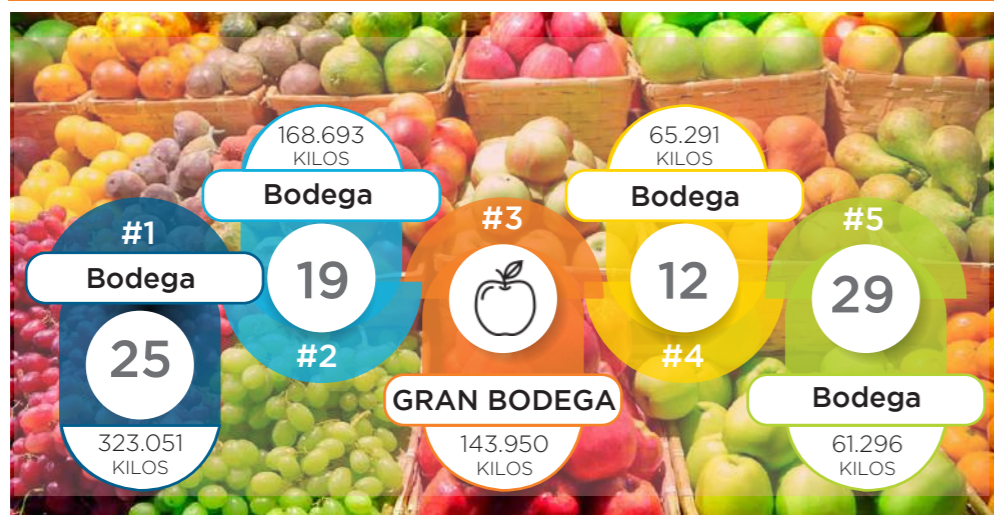 #1
Bodega
25
323.051
KILOS
168.693
KILOS
Bodega
19
#2
#3
GRAN BODEGA
143.950
KILOS
65.291
KILOS
Bodega
12
#4
#5
29
Bodega
61.296
KILOS